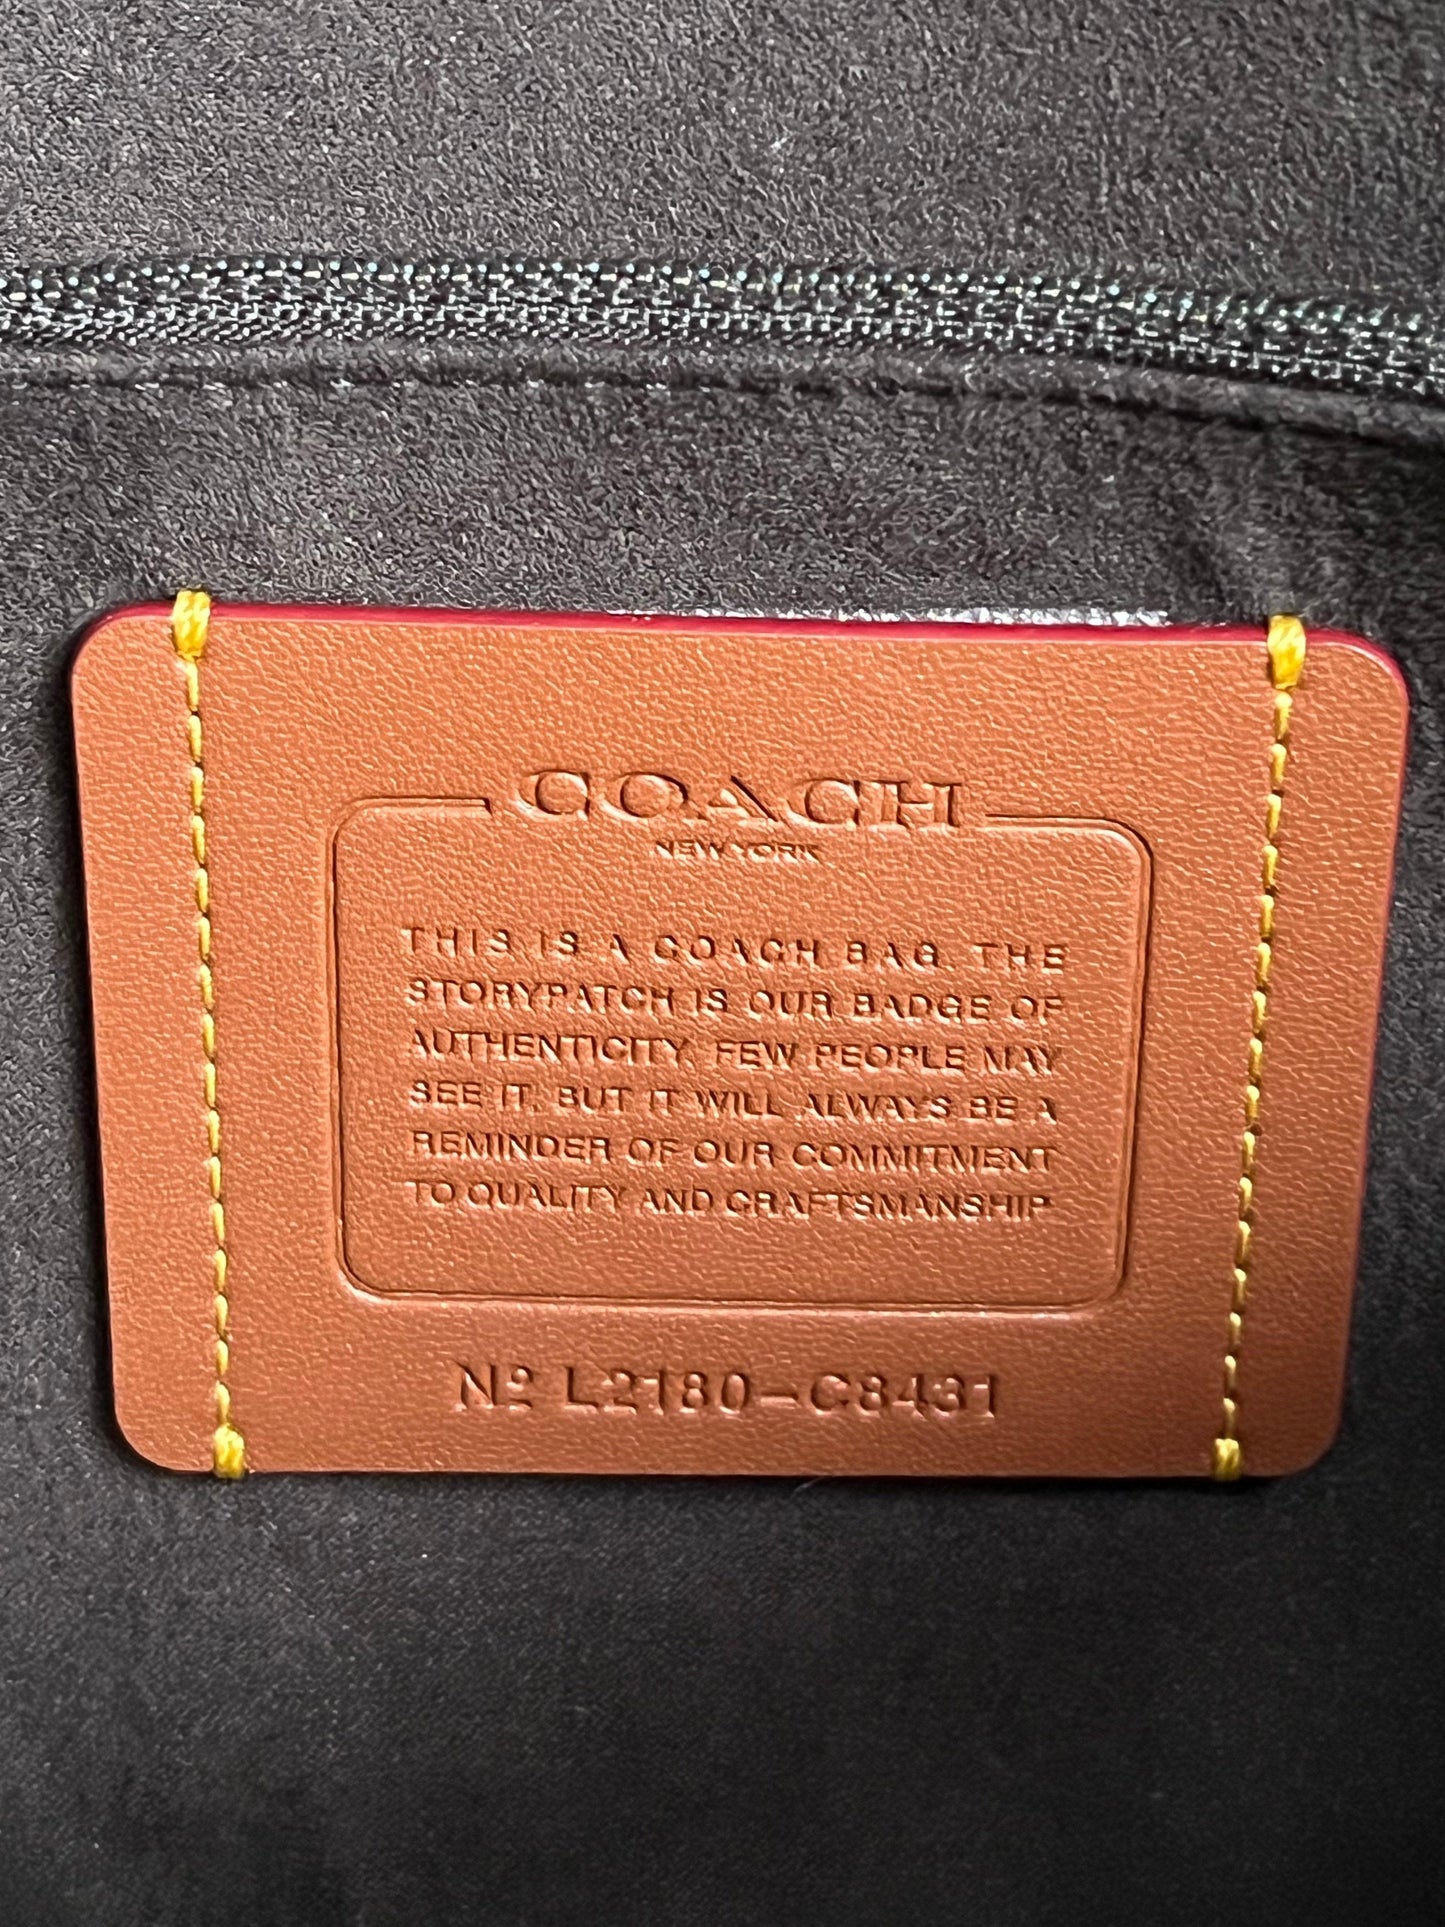 COACH
NEW YORK
THIS IS A COACH BAG. THE
STORYPATCH IS OUR BADGE OF
AUTHENTICITY. FEW PEOPLE MAY
SEE IT, BUT IT WILL ALWAYS BE A
REMINDER OF OUR COMMITMENT
TO QUALITY AND CRAFTSMANSHIP.
Nº L2180-C8431